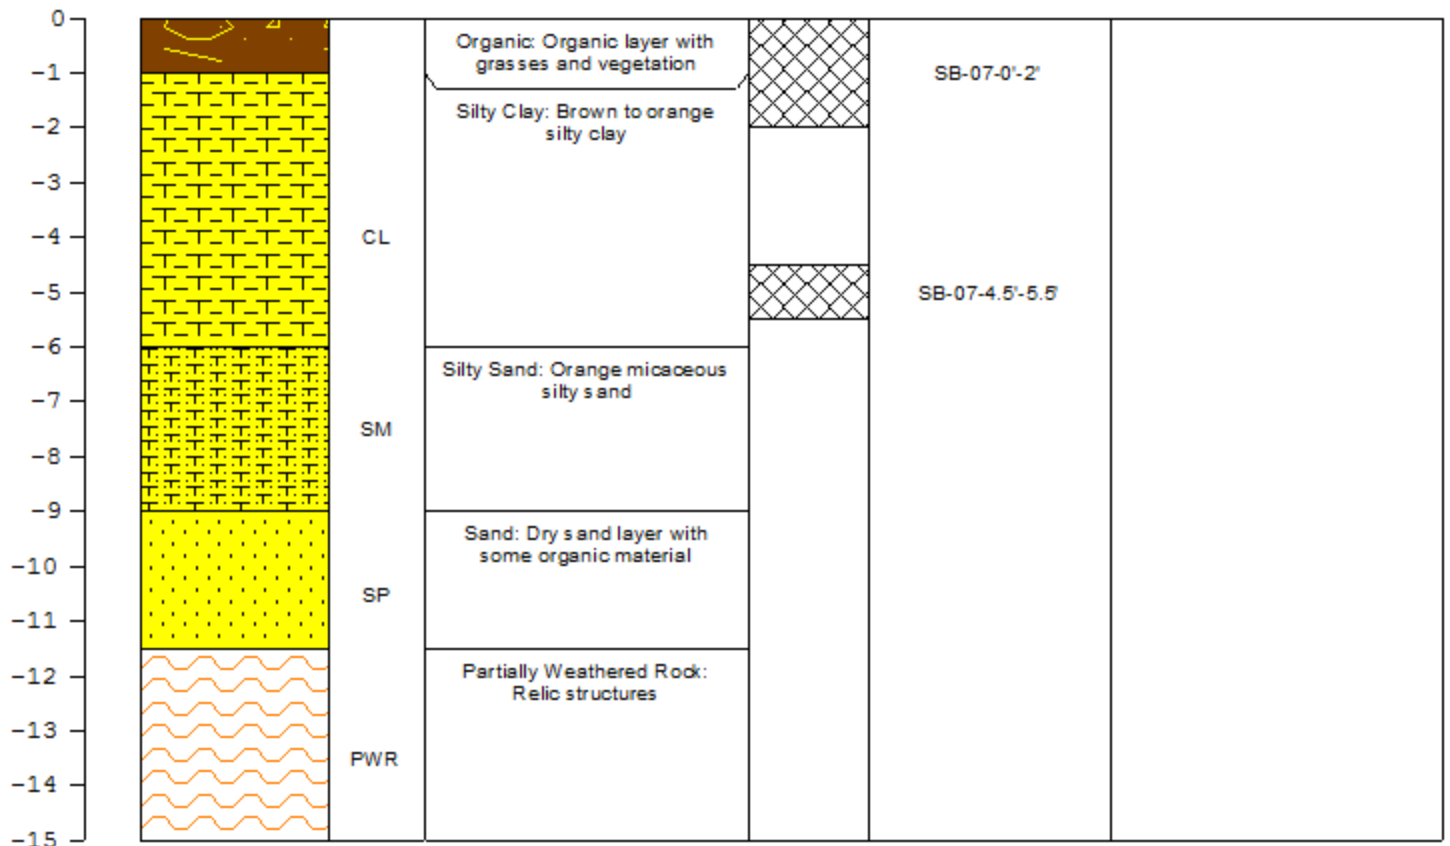 0
-1
-2
-3
-4
-5
-6
-7
-8
-9
-10
-11
-12
-13
-14
-15
CL
SM
SP
PWR
Organic: Organic layer with
grasses and vegetation
Silty Clay: Brown to orange
silty clay
Silty Sand: Orange micaceous
silty sand
Sand: Dry sand layer with
some organic material
Partially Weathered Rock:
Relic structures
SB-07-0'-2'
SB-07-4.5'-5.5'